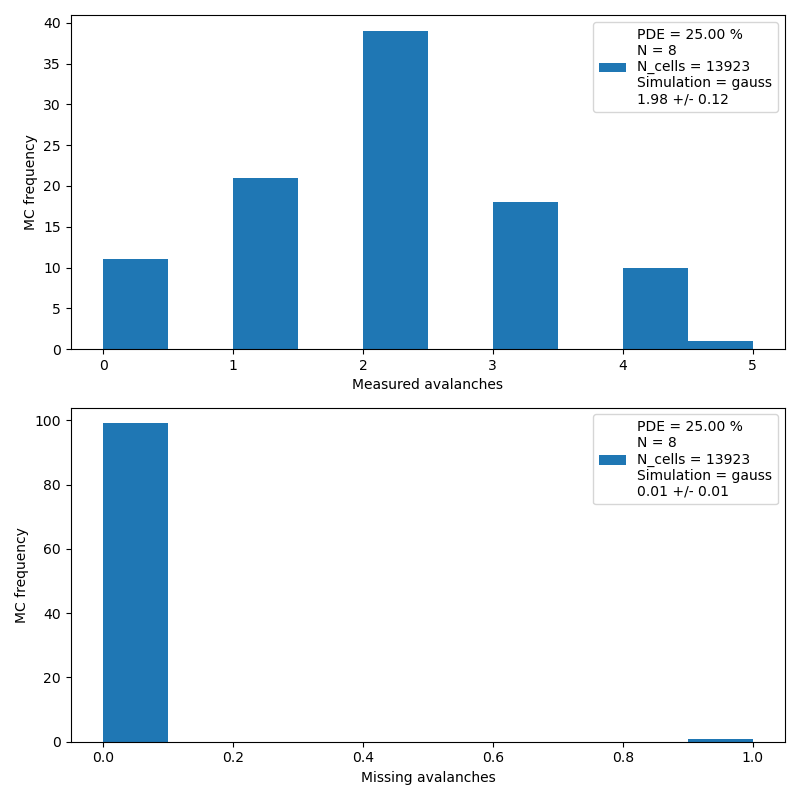 40
35
30
25
20
15
10
5
0
MC frequency
PDE = 25.00 %
N = 8
N_cells = 13923
Simulation = gauss
1.98 +/- 0.12
0 1 2 3 4 5
Measured avalanches
100
80
60
40
20
0
MC frequency
PDE = 25.00 %
N = 8
N_cells = 13923
Simulation = gauss
0.01 +/- 0.01
0.0 0.2 0.4 0.6 0.8 1.0
Missing avalanches